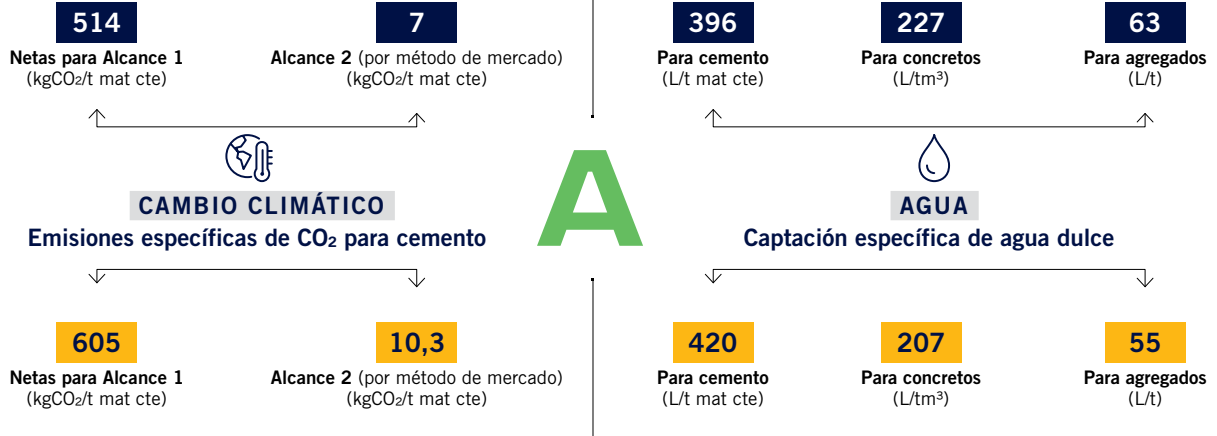 514
Netas para Alcance 1
(kgCO₂/t mat cte)
7
Alcance 2 (por método de mercado)
(kgCO₂/t mat cte)
396
Para cemento
(L/t mat cte)
227
Para concretos
(L/tm³)
63
Para agregados
(L/t)
CAMBIO CLIMÁTICO
Emisiones específicas de CO₂ para cemento
A
AGUA
Captación específica de agua dulce
605
Netas para Alcance 1
(kgCO₂/t mat cte)
10,3
Alcance 2 (por método de mercado)
(kgCO₂/t mat cte)
420
Para cemento
(L/t mat cte)
207
Para concretos
(L/tm³)
55
Para agregados
(L/t)